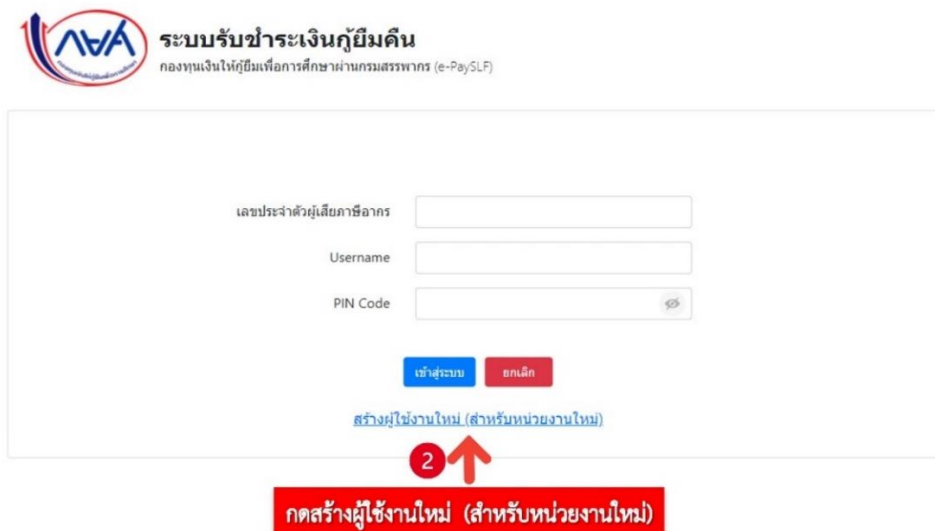 กยศ
ระบบรับชำระเงินกู้ยืมคืน
กองทุนเงินให้กู้ยืมเพื่อการศึกษาผ่านกรมสรรพากร (e-PaySLF)
เลขประจำตัวผู้เสียภาษีอากร
Username
PIN Code
เข้าสู่ระบบ ยกเลิก
สร้างผู้ใช้งานใหม่ (สำหรับหน่วยงานใหม่)
2
กดสร้างผู้ใช้งานใหม่ (สำหรับหน่วยงานใหม่)